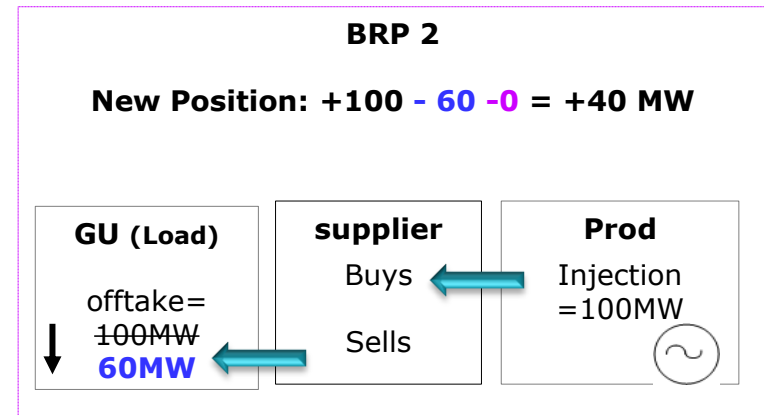 BRP 2
New Position: +100 - 60 -0 = +40 MW
GU (Load)
offtake=
100MW
60MW
supplier
Buys
Sells
Prod
Injection
=100MW